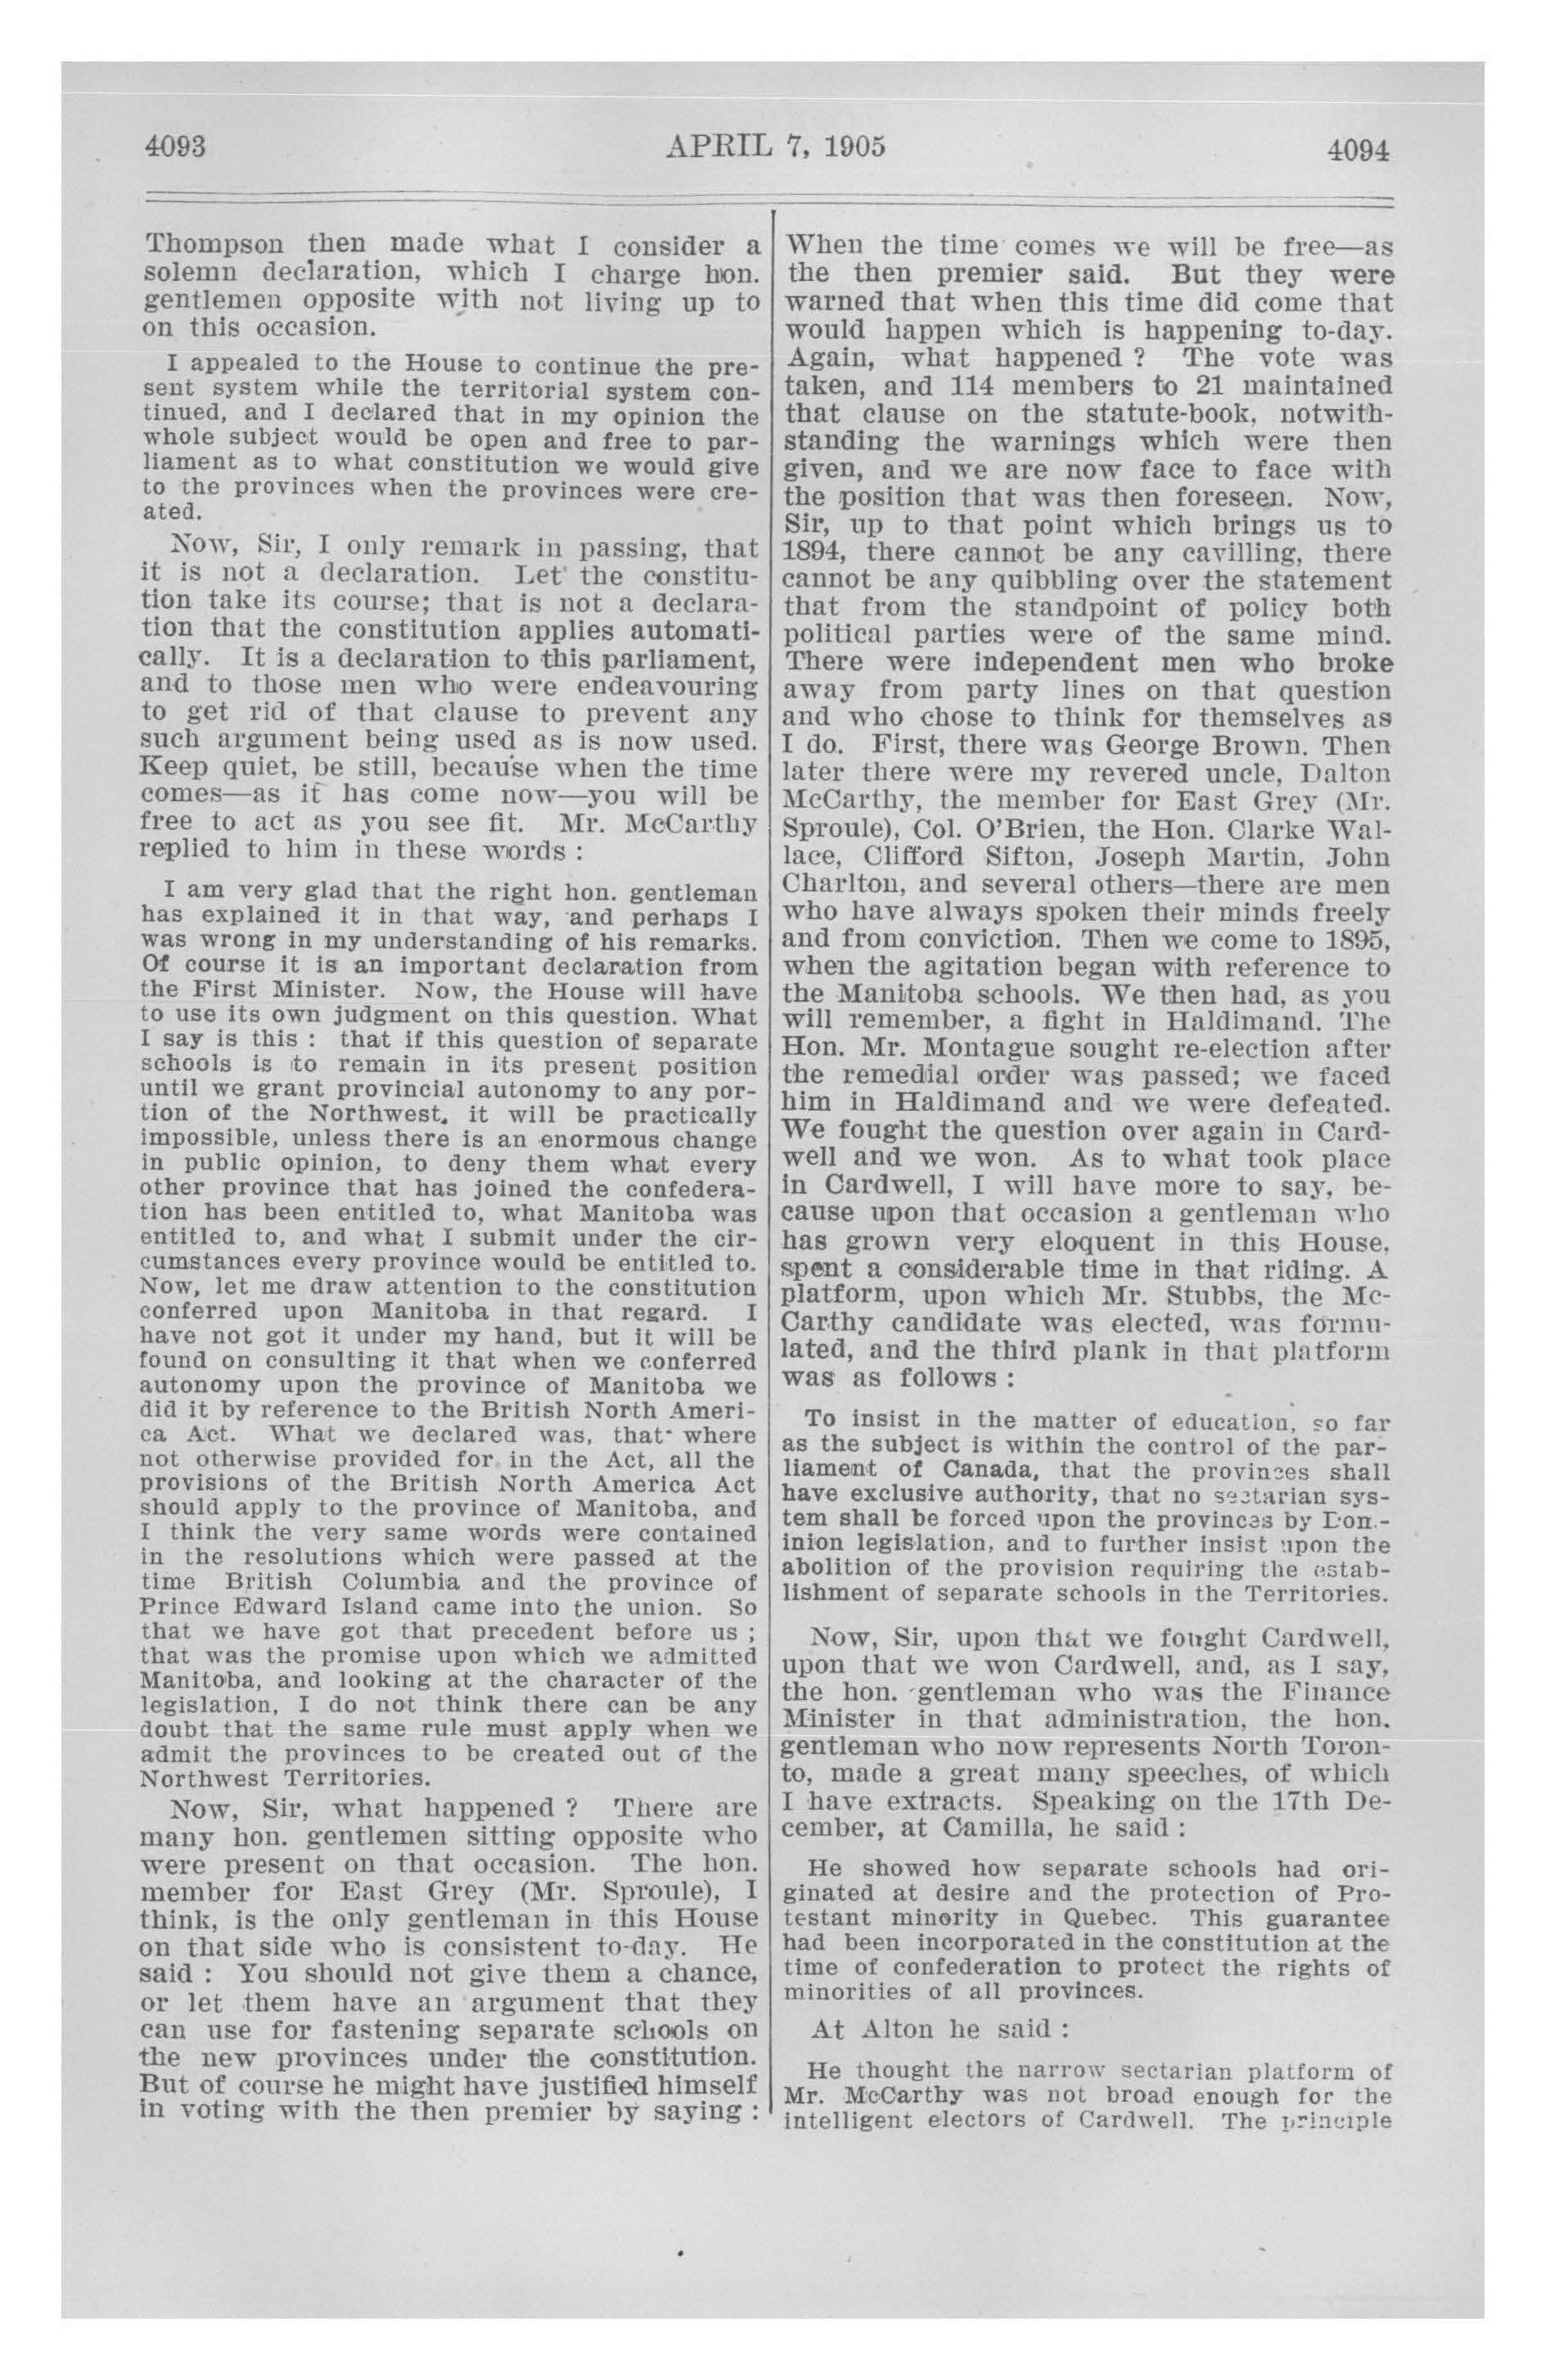 4093
APRIL 7, 1905
4094
Thompson then made what I consider a
solemn declaration, which I charge hon.
gentlemen opposite with not living up to
on this occasion.
I appealed to the House to continue the pre-
sent system while the territorial system con-
tinued, and I declared that in my opinion the
whole subject would be open and free to par-
liament as to what constitution we would give
to the provinces when the provinces were cre-
ated.
Now, Sir, I only remark in passing, that
it is not a declaration. Let the constitu-
tion take its course; that is not a declara-
tion that the constitution applies automati-
cally. It is a declaration to this parliament,
and to those men who were endeavouring
to get rid of that clause to prevent any
such argument being used as is now used.
Keep quiet, be still, because when the time
comes—as it has come now—you will be
free to act as you see fit. Mr. McCarthy
replied to him in these words :
I am very glad that the right hon. gentleman
has explained it in that way, and perhaps I
was wrong in my understanding of his remarks.
Of course it is an important declaration from
the First Minister. Now, the House will have
to use its own judgment on this question. What
I say is this : that if this question of separate
schools is to remain in its present position
until we grant provincial autonomy to any por-
tion of the Northwest, it will be practically
impossible, unless there is an enormous change
in public opinion, to deny them what every
other province that has joined the confedera-
tion has been entitled to, what Manitoba was
entitled to, and what I submit under the cir-
cumstances every province would be entitled to.
Now, let me draw attention to the constitution
conferred upon Manitoba in that regard. I
have not got it under my hand, but it will be
found on consulting it that when we conferred
autonomy upon the province of Manitoba we
did it by reference to the British North Ameri-
ca Act. What we declared was, that where
not otherwise provided for in the Act, all the
provisions of the British North America Act
should apply to the province of Manitoba, and
I think the very same words were contained
in the resolutions which were passed at the
time British Columbia and the province of
Prince Edward Island came into the union. So
that we have got that precedent before us ;
that was the promise upon which we admitted
Manitoba, and looking at the character of the
legislation, I do not think there can be any
doubt that the same rule must apply when we
admit the provinces to be created out of the
Northwest Territories.
Now, Sir, what happened ? There are
many hon. gentlemen sitting opposite who
were present on that occasion. The hon.
member for East Grey (Mr. Sproule), I
think, is the only gentleman in this House
on that side who is consistent to-day. He
said : You should not give them a chance,
or let them have an argument that they
can use for fastening separate schools on
the new provinces under the constitution.
But of course he might have justified himself
in voting with the then premier by saying :
When the time comes we will be free—as
the then premier said. But they were
warned that when this time did come that
would happen which is happening to-day.
Again, what happened ? The vote was
taken, and 114 members to 21 maintained
that clause on the statute-book, notwith-
standing the warnings which were then
given, and we are now face to face with
the position that was then foreseen. Now,
Sir, up to that point which brings us to
1894, there cannot be any cavilling, there
cannot be any quibbling over the statement
that from the standpoint of policy both
political parties were of the same mind.
There were independent men who broke
away from party lines on that question
and who chose to think for themselves as
I do. First, there was George Brown. Then
later there were my revered uncle, Dalton
McCarthy, the member for East Grey (Mr.
Sproule), Col. O'Brien, the Hon. Clarke Wal-
lace, Clifford Sifton, Joseph Martin, John
Charlton, and several others—there are men
who have always spoken their minds freely
and from conviction. Then we come to 1895,
when the agitation began with reference to
the Manitoba schools. We then had, as you
will remember, a fight in Haldimand. The
Hon. Mr. Montague sought re-election after
the remedial order was passed; we faced
him in Haldimand and we were defeated.
We fought the question over again in Card-
well and we won. As to what took place
in Cardwell, I will have more to say, be-
cause upon that occasion a gentleman who
has grown very eloquent in this House,
spent a considerable time in that riding. A
platform, upon which Mr. Stubbs, the Mc-
Carthy candidate was elected, was formu-
lated, and the third plank in that platform
was as follows :
To insist in the matter of education, so far
as the subject is within the control of the par-
liament of Canada, that the provinces shall
have exclusive authority, that no sectarian sys-
tem shall be forced upon the provinces by Dom-
inion legislation, and to further insist upon the
abolition of the provision requiring the estab-
lishment of separate schools in the Territories.
Now, Sir, upon that we fought Cardwell,
upon that we won Cardwell, and, as I say,
the hon. gentleman who was the Finance
Minister in that administration, the hon.
gentleman who now represents North Toron-
to, made a great many speeches, of which
I have extracts. Speaking on the 17th De-
cember, at Camilla, he said :
He showed how separate schools had ori-
ginated at desire and the protection of Pro-
testant minority in Quebec. This guarantee
had been incorporated in the constitution at the
time of confederation to protect the rights of
minorities of all provinces.
At Alton he said :
He thought the narrow sectarian platform of
Mr. McCarthy was not broad enough for the
intelligent electors of Cardwell. The principle